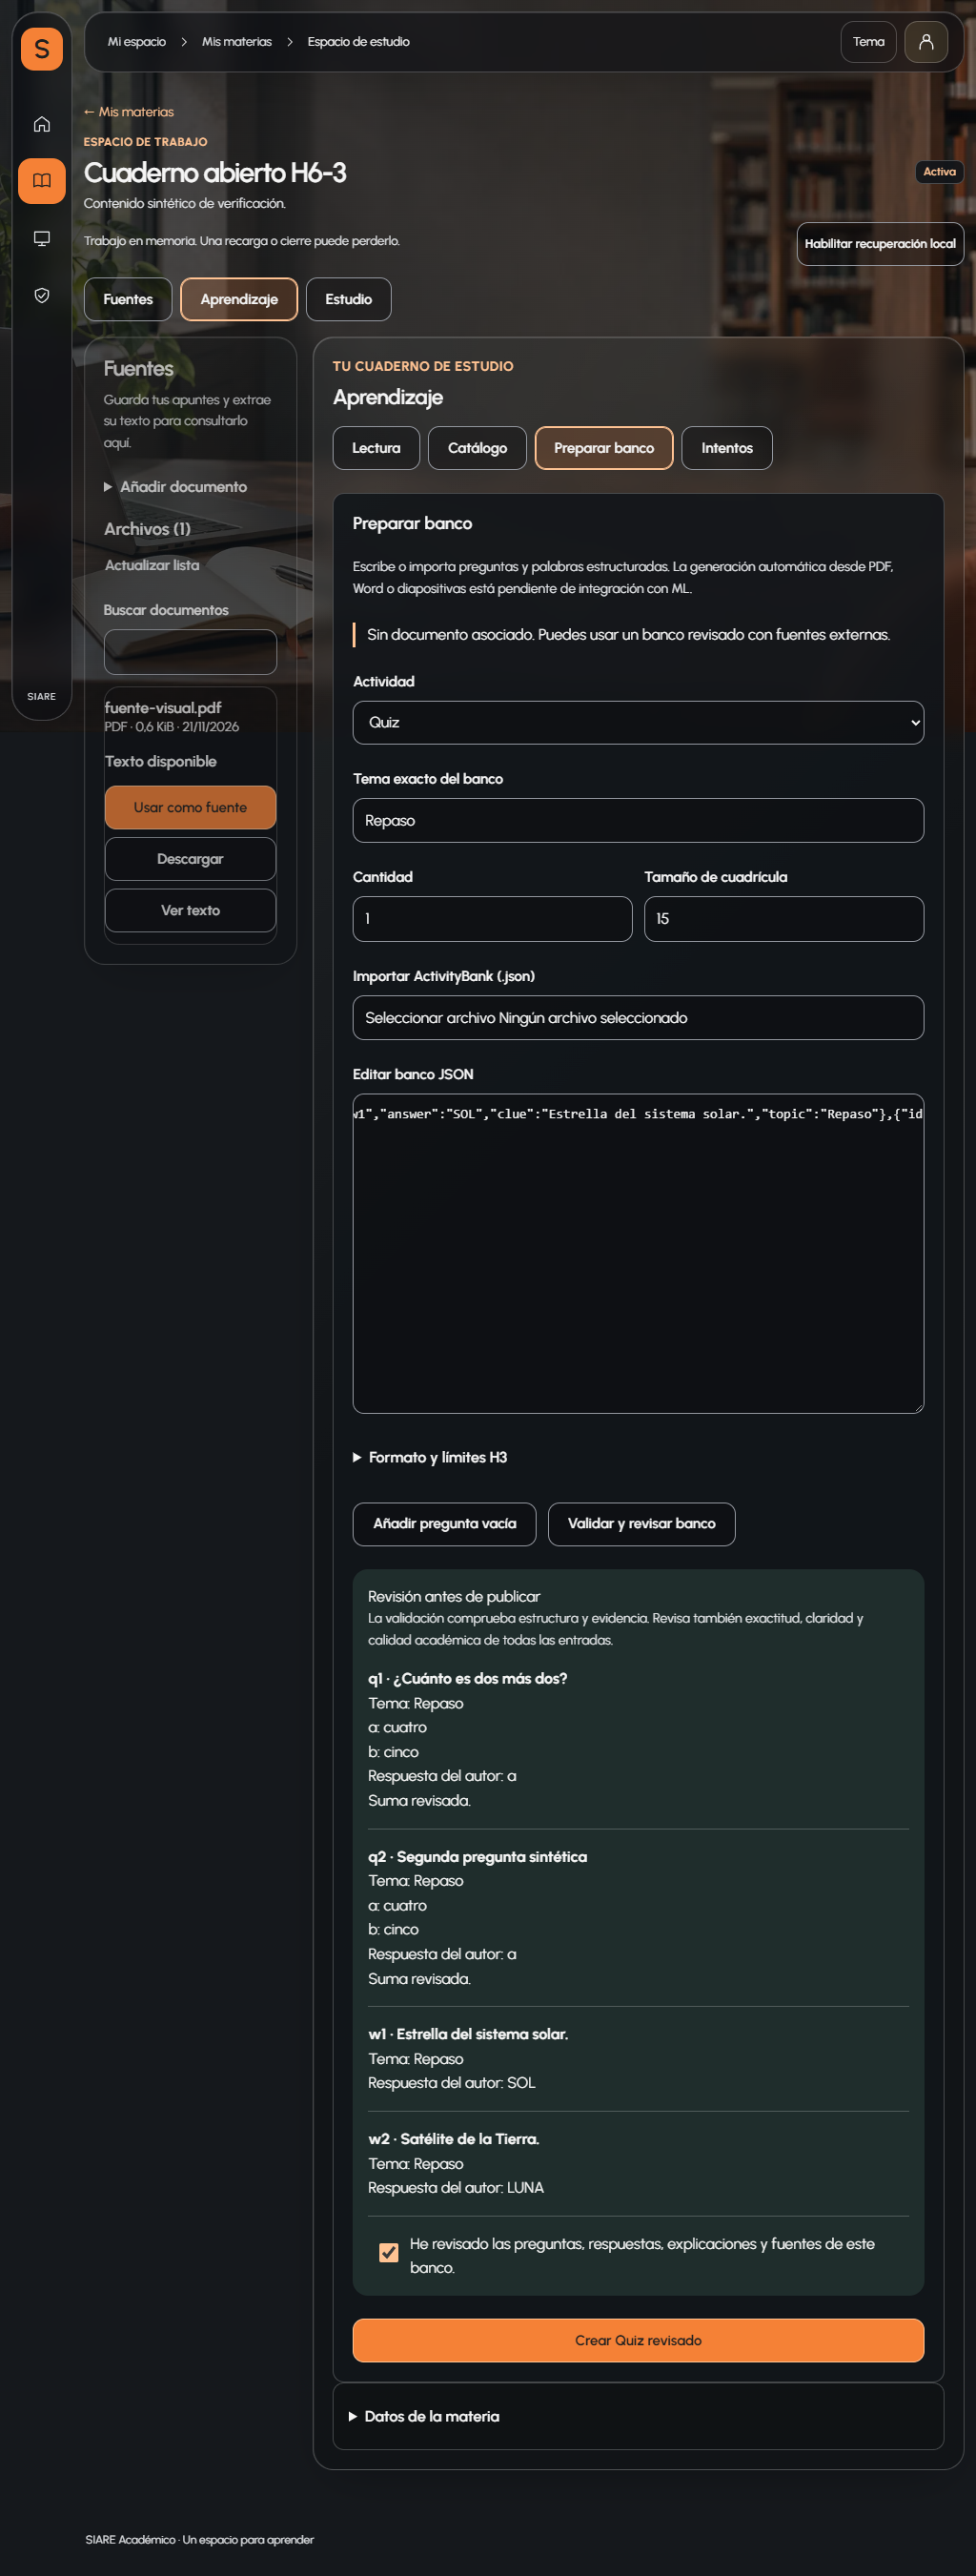 S
Mi espacio > Mis materias > Espacio de estudio
Tema
← Mis materias
ESPACIO DE TRABAJO
Cuaderno abierto H6-3
Activa
Contenido sintético de verificación.
Trabajo en memoria. Una recarga o cierre puede perderlo.
Habilitar recuperación local
Fuentes
Aprendizaje
Estudio
SIARE
Fuentes
Guarda tus apuntes y extrae
su texto para consultarlo
aquí.
Añadir documento
Archivos (1)
Actualizar lista
Buscar documentos
fuente-visual.pdf
PDF · 0,6 KiB · 21/11/2026
Texto disponible
Usar como fuente
Descargar
Ver texto
TU CUADERNO DE ESTUDIO
Aprendizaje
Lectura
Catálogo
Preparar banco
Intentos
Preparar banco
Escribe o importa preguntas y palabras estructuradas. La generación automática desde PDF,
Word o diapositivas está pendiente de integración con ML.
Sin documento asociado. Puedes usar un banco revisado con fuentes externas.
Actividad
Quiz
Tema exacto del banco
Repaso
Cantidad
Tamaño de cuadrícula
1
15
Importar ActivityBank (.json)
Seleccionar archivo Ningún archivo seleccionado
Editar banco JSON
w1","answer":"SOL","clue":"Estrella del sistema solar.","topic":"Repaso"},{"id
Formato y límites H3
Añadir pregunta vacía
Validar y revisar banco
Revisión antes de publicar
La validación comprueba estructura y evidencia. Revisa también exactitud, claridad y
calidad académica de todas las entradas.
q1 · ¿Cuánto es dos más dos?
Tema: Repaso
a: cuatro
b: cinco
Respuesta del autor: a
Suma revisada.
q2 · Segunda pregunta sintética
Tema: Repaso
a: cuatro
b: cinco
Respuesta del autor: a
Suma revisada.
w1 · Estrella del sistema solar.
Tema: Repaso
Respuesta del autor: SOL
w2 · Satélite de la Tierra.
Tema: Repaso
Respuesta del autor: LUNA
He revisado las preguntas, respuestas, explicaciones y fuentes de este
banco.
Crear Quiz revisado
Datos de la materia
SIARE Académico · Un espacio para aprender